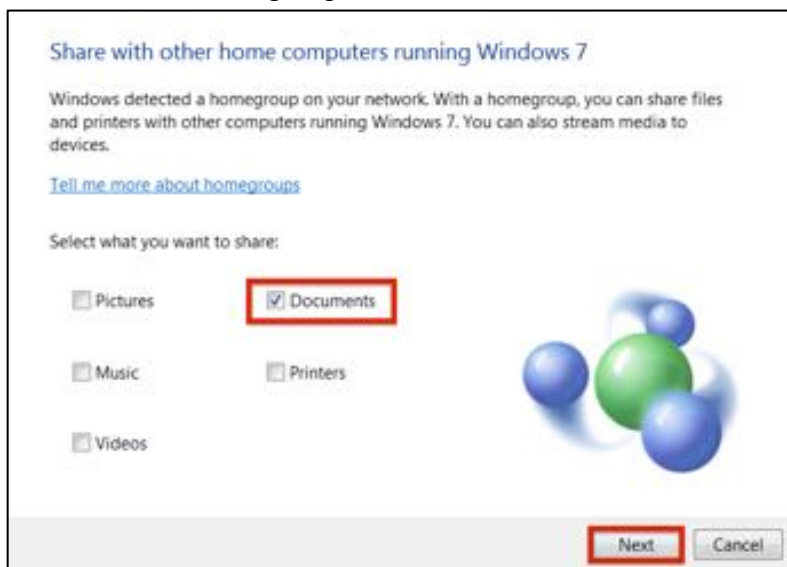 Share with other home computers running Windows 7
Windows detected a homegroup on your network. With a homegroup, you can share files
and printers with other computers running Windows 7. You can also stream media to
devices.
Tell me more about homegroups
Select what you want to share:
Pictures Documents
Music Printers
Videos
Next Cancel